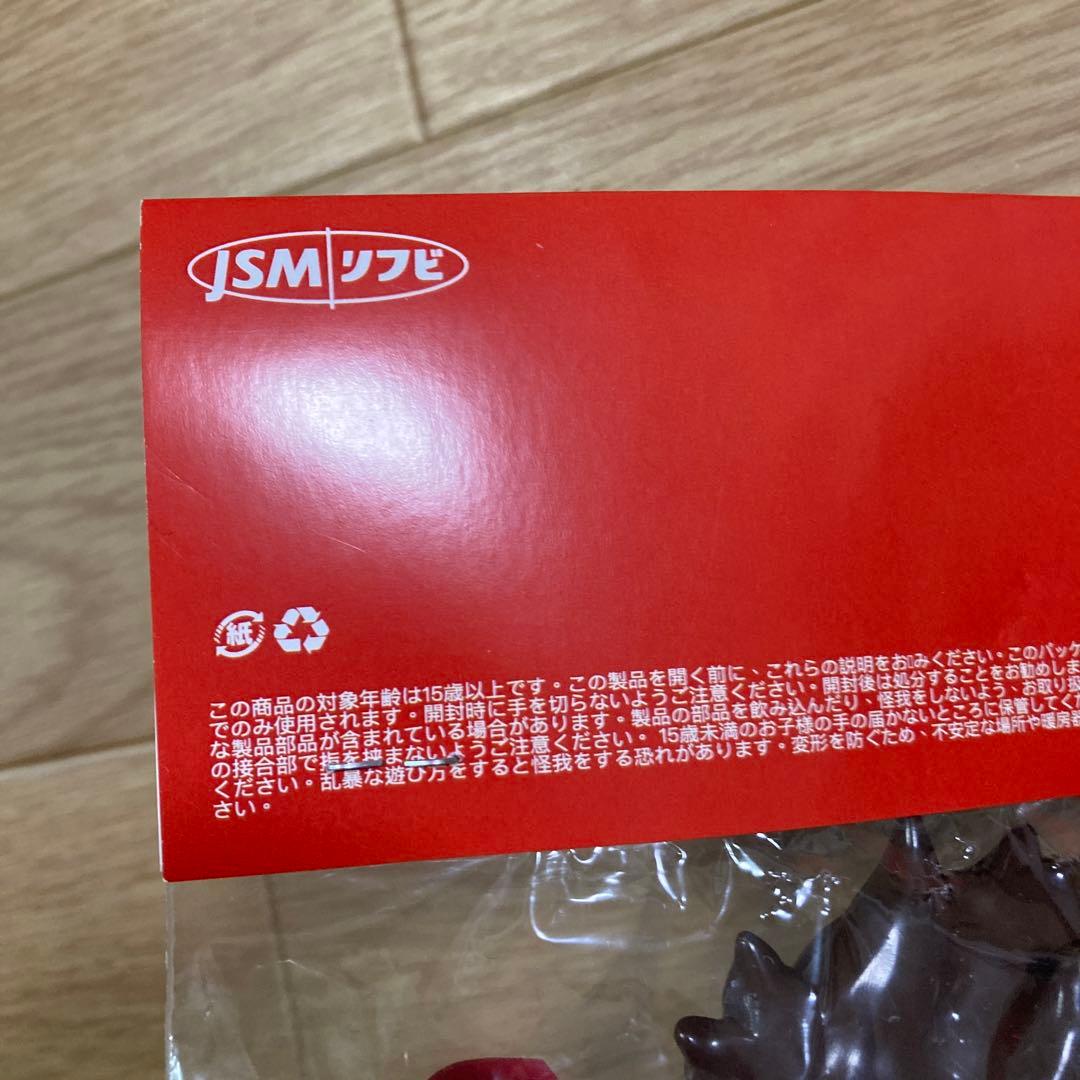 JSM ソフビ
紙
この商品の対象年齢は15歳以上です。この製品を開く前に、これらの説明をお▯みください。このパッケ
でのみ使用されます。開封時に手を切らないようご注意ください。開封後は処分することをお勧めしま
な製品部品が含まれている場合があります。製品の部品を飲み込んだり、怪我をしないよう、お取り扱
の接合部で指を挟まないようご注意ください。15歳未満のお子様の手の届かないところに保管してくだ
ください。乱暴な遊び方をすると怪我をする恐れがあります。変形を防ぐため、不安定な場所や暖房器
さい。